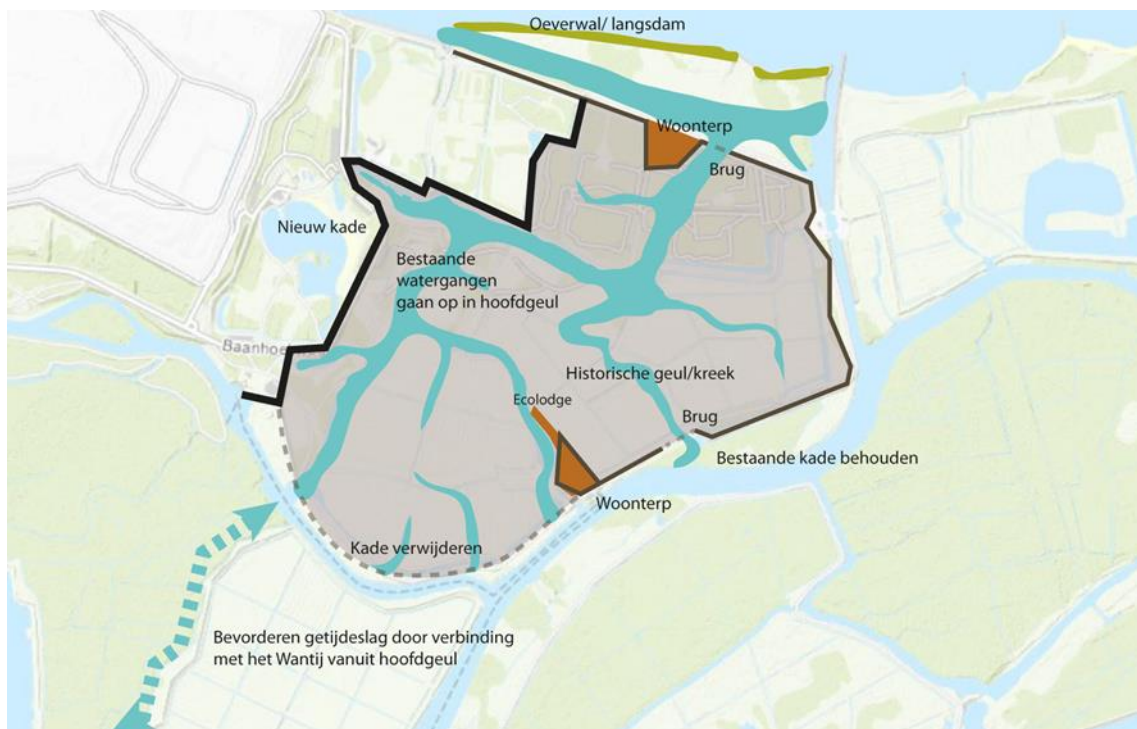 Oeverwal/ langsdam
Woonterp
Brug
Nieuw kade
Bestaande
watergangen
gaan op in hoofdgeul
Baanhoe
Historische geul/kreek
Ecolodge
Brug
Bestaande kade behouden
Woonterp
Kade verwijderen
Bevorderen getijdeslag door verbinding
met het Wantij vanuit hoofdgeul